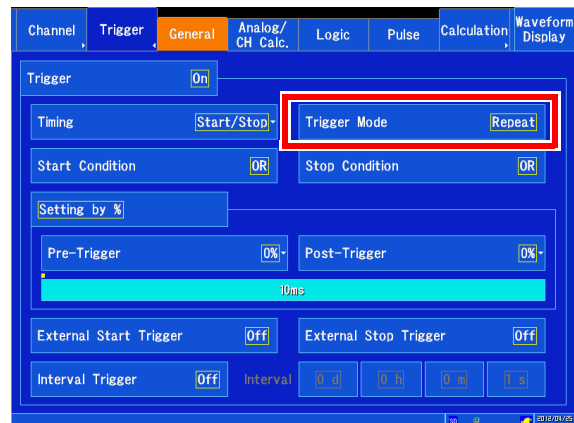 Channel Trigger General Analog/ CH Calc. Logic Pulse Calculation Waveform Display
Trigger On
Timing Start/Stop Trigger Mode Repeat
Start Condition OR Stop Condition OR
Setting by %
Pre-Trigger 0% Post-Trigger 0%
10ms
External Start Trigger Off External Stop Trigger Off
Interval Trigger Off Interval 0 d 0 h 0 m 1 s
SD 2012/01/25